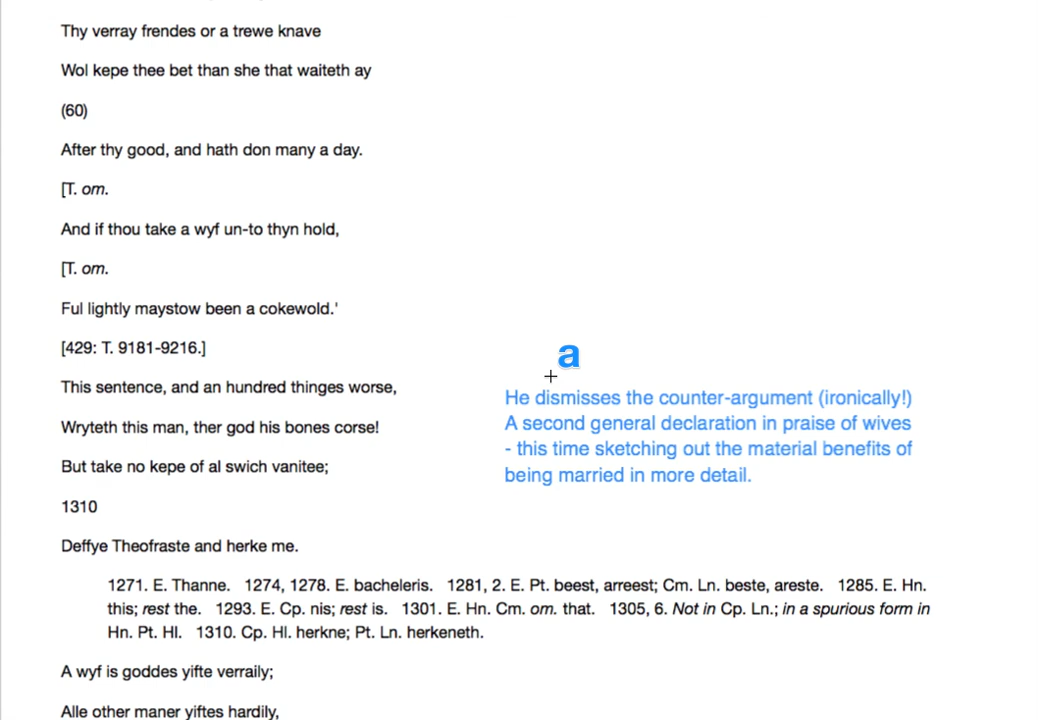 Thy verray frendes or a trewe knave
Wol kepe thee bet than she that waiteth ay
(60)
After thy good, and hath don many a day.
[T. om.
And if thou take a wyf un-to thyn hold,
[T. om.
Ful lightly maystow been a cokewold.'
[429: T. 9181-9216.]
This sentence, and an hundred thinges worse,
Wryteth this man, ther god his bones corse!
But take no kepe of al swich vanitee;
1310
Deffye Theofraste and herke me.
a
He dismisses the counter-argument (ironically!)
A second general declaration in praise of wives
- this time sketching out the material benefits of
being married in more detail.
1271. E. Thanne. 1274, 1278. E. bacheleris. 1281, 2. E. Pt. beest, arreest; Cm. Ln. beste, areste. 1285. E. Hn.
this; rest the. 1293. E. Cp. nis; rest is. 1301. E. Hn. Cm. om. that. 1305, 6. Not in Cp. Ln.; in a spurious form in
Hn. Pt. Hl. 1310. Cp. Hl. herkne; Pt. Ln. herkeneth.
A wyf is goddes yifte verraily;
Alle other maner yiftes hardily,